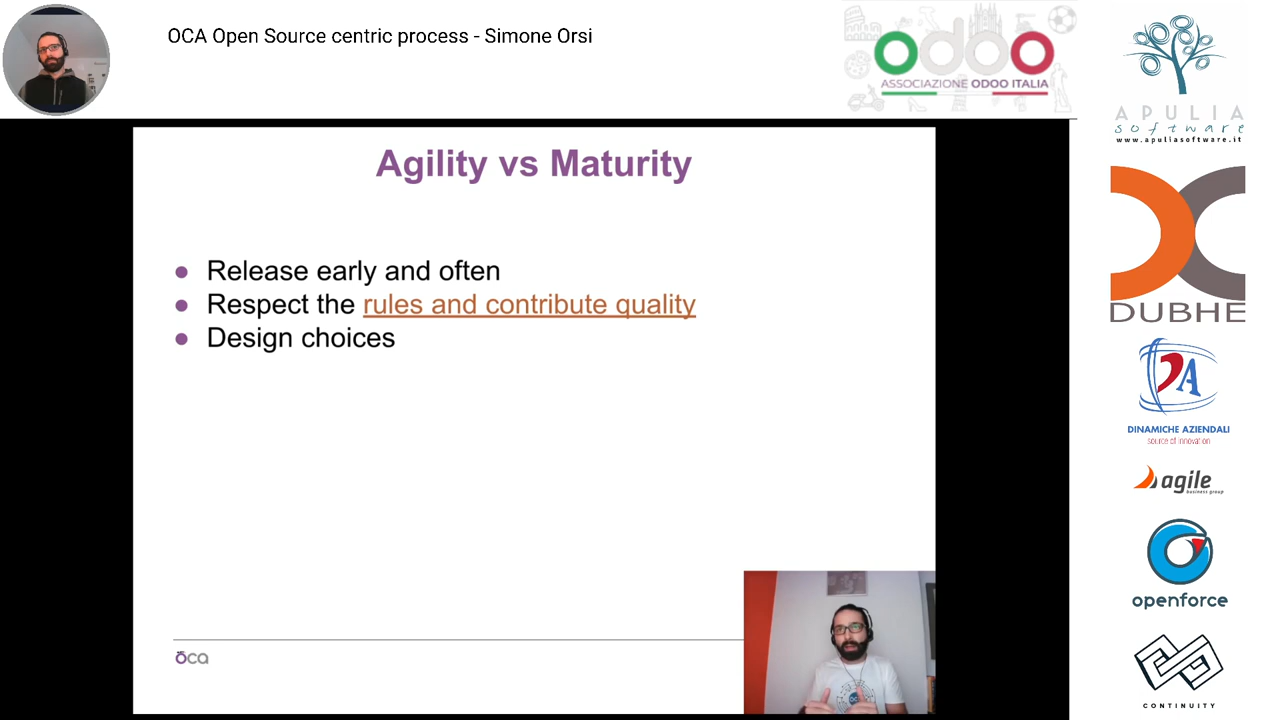 OCA Open Source centric process - Simone Orsi
odoo
ASSOCIAZIONE ODOO ITALIA
APULIA
software
www.apuliasoftware.it
Agility vs Maturity
Release early and often
Respect the rules and contribute quality
Design choices
oca
DUBHE
DA
DINAMICHE AZIENDALI
source of innovation
agile
business group
openforce
CONTINUITY